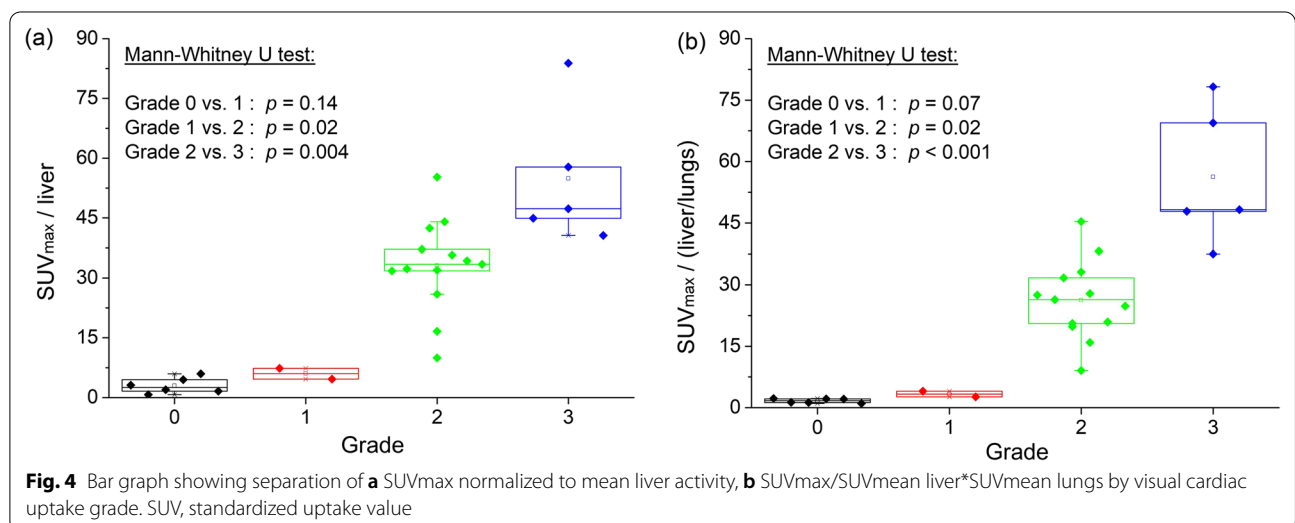 (a)
90
75
60
45
30
15
0
SUVmax / liver
Mann-Whitney U test:
Grade 0 vs. 1 : p = 0.14
Grade 1 vs. 2 : p = 0.02
Grade 2 vs. 3 : p = 0.004
0 1 2 3
Grade
(b)
90
75
60
45
30
15
0
SUVmax / (liver/lungs)
Mann-Whitney U test:
Grade 0 vs. 1 : p = 0.07
Grade 1 vs. 2 : p = 0.02
Grade 2 vs. 3 : p < 0.001
0 1 2 3
Grade
Fig. 4 Bar graph showing separation of a SUVmax normalized to mean liver activity, b SUVmax/SUVmean liver*SUVmean lungs by visual cardiac
uptake grade. SUV, standardized uptake value